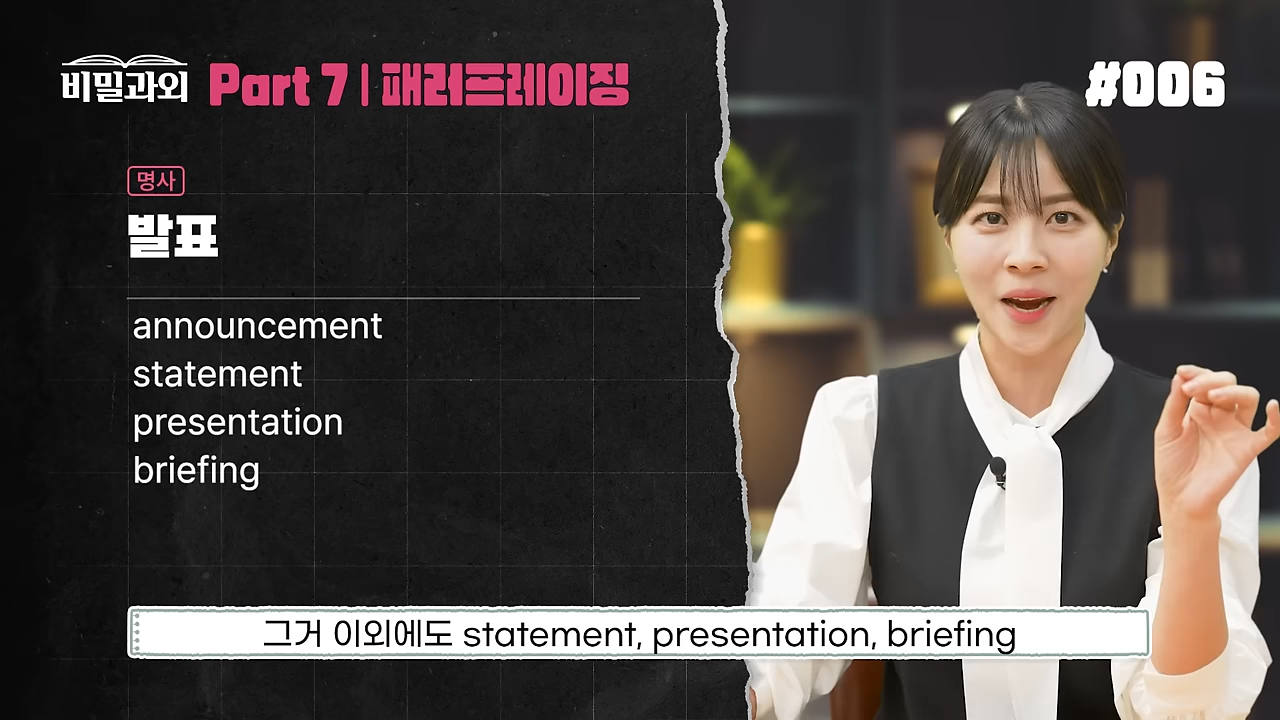 비밀과외 Part 7 | 패러프레이징
#006
명사
발표
announcement
statement
presentation
briefing
그거 이외에도 statement, presentation, briefing